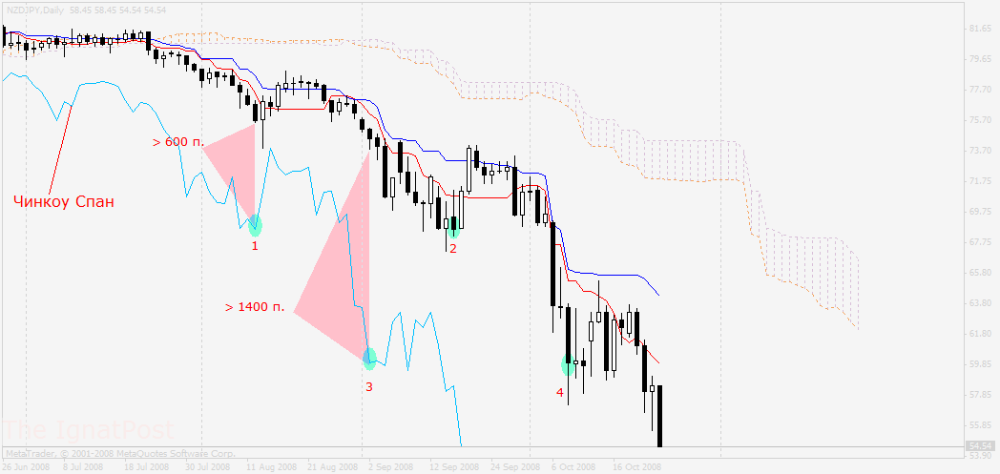 NZDJPY,Daily 58.45 58.45 54.54 54.54
81.65
79.65
77.70
75.70
> 600 п.
73.70
71.75
Чинкоу Спан
69.75
1
2
67.75
65.80
> 1400 п.
63.80
61.80
59.85
3
4
57.85
The IgnatPost
55.85
54.54
MetaTrader, © 2001-2008 MetaQuotes Software Corp.
53.90
26 Jun 2008 8 Jul 2008 18 Jul 2008 30 Jul 2008 11 Aug 2008 21 Aug 2008 2 Sep 2008 12 Sep 2008 24 Sep 2008 6 Oct 2008 16 Oct 2008